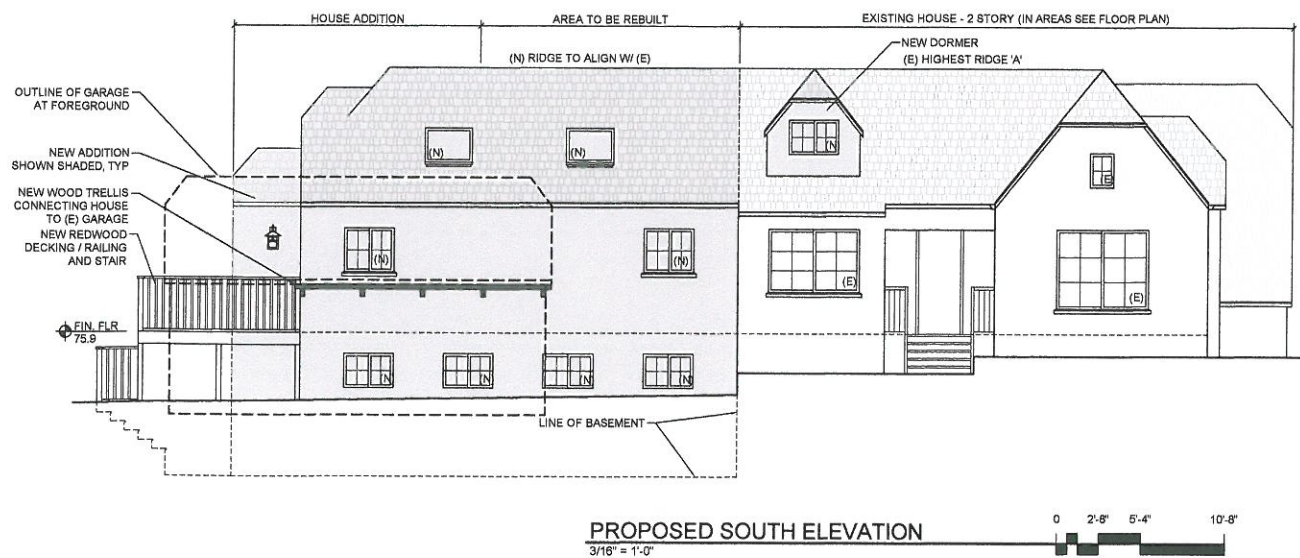 HOUSE ADDITION
AREA TO BE REBUILT
EXISTING HOUSE - 2 STORY (IN AREAS SEE FLOOR PLAN)
NEW DORMER
(N) RIDGE TO ALIGN W/ (E)
(E) HIGHEST RIDGE 'A'
OUTLINE OF GARAGE
AT FOREGROUND
NEW ADDITION
SHOWN SHADED, TYP
NEW WOOD TRELLIS
CONNECTING HOUSE
TO (E) GARAGE
NEW REDWOOD
DECKING / RAILING
AND STAIR
(N)
(N)
(N)
(E)
(N)
(N)
(E)
(E)
FIN. FLR
75.9
(N)
(N)
(N)
(N)
LINE OF BASEMENT
PROPOSED SOUTH ELEVATION
3/16" = 1'-0"
0 2'-8" 5'-4" 10'-8"